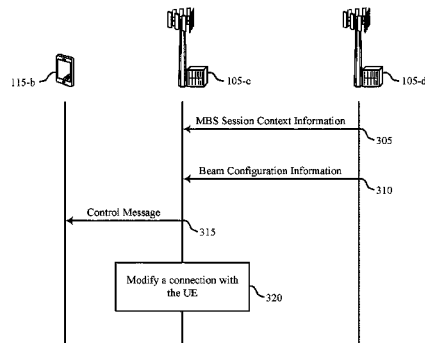 115-b
105-c
105-d
MBS Session Context Information
305
Beam Configuration Information
310
Control Message
315
Modify a connection with
the UE
320